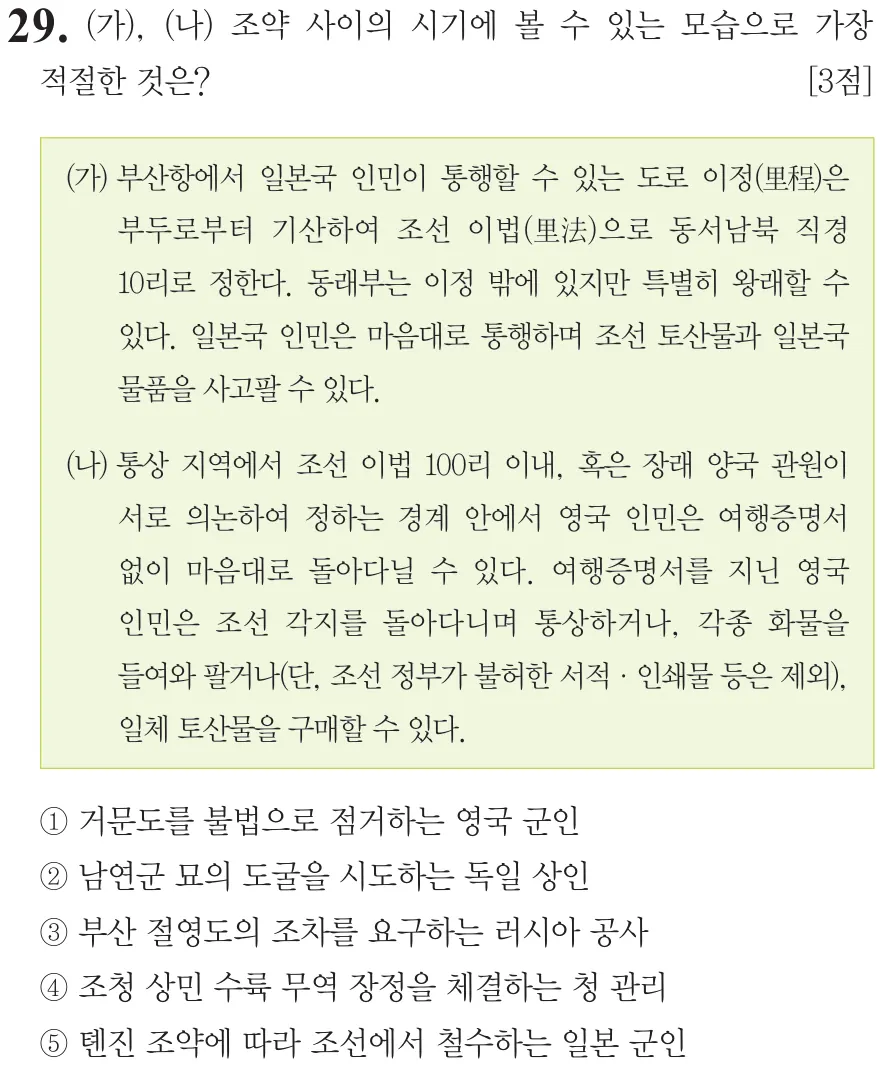 29. (가), (나) 조약 사이의 시기에 볼 수 있는 모습으로 가장
적절한 것은? [3점]
(가) 부산항에서 일본국 인민이 통행할 수 있는 도로 이정(里程)은
부두로부터 기산하여 조선 이법(里法)으로 동서남북 직경
10리로 정한다. 동래부는 이정 밖에 있지만 특별히 왕래할 수
있다. 일본국 인민은 마음대로 통행하며 조선 토산물과 일본국
물품을 사고팔 수 있다.
(나) 통상 지역에서 조선 이법 100리 이내, 혹은 장래 양국 관원이
서로 의논하여 정하는 경계 안에서 영국 인민은 여행증명서
없이 마음대로 돌아다닐 수 있다. 여행증명서를 지닌 영국
인민은 조선 각지를 돌아다니며 통상하거나, 각종 화물을
들여와 팔거나(단, 조선 정부가 불허한 서적 · 인쇄물 등은 제외),
일체 토산물을 구매할 수 있다.
① 거문도를 불법으로 점거하는 영국 군인
② 남연군 묘의 도굴을 시도하는 독일 상인
③ 부산 절영도의 조차를 요구하는 러시아 공사
④ 조청 상민 수륙 무역 장정을 체결하는 청 관리
⑤ 톈진 조약에 따라 조선에서 철수하는 일본 군인